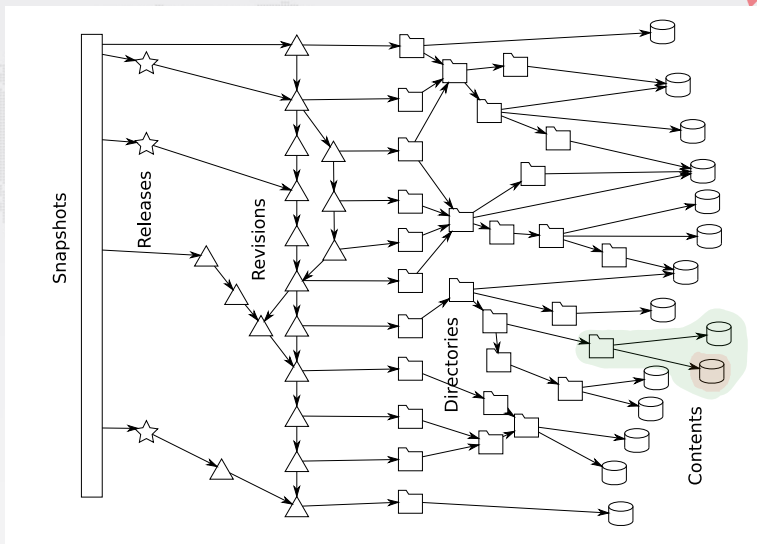 Snapshots
Releases
Revisions
Directories
Contents